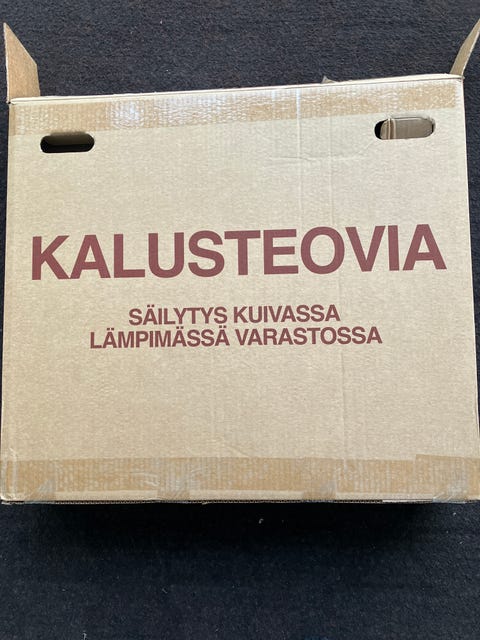 KALUSTEOVIA
SÄILYTYS KUIVASSA
LÄMPIMÄSSÄ VARASTOSSA